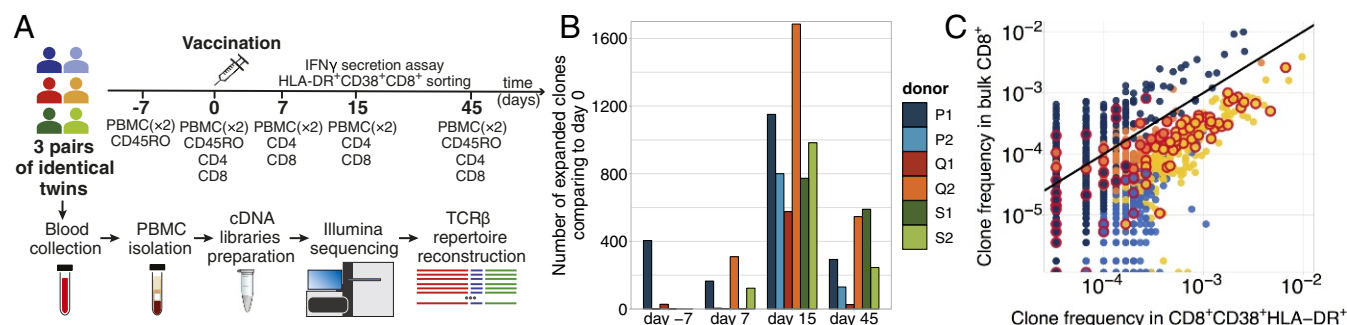 A
Vaccination
IFNγ secretion assay
HLA-DR⁺CD38⁺CD8⁺ sorting
time
(days)
-7
0
7
15
45
PBMC(×2)
CD45RO
PBMC(×2)
CD45RO
CD4
CD8
PBMC(×2)
CD4
CD8
PBMC(×2)
CD4
CD8
PBMC(×2)
CD45RO
CD4
CD8
3 pairs
of identical
twins
Blood
collection
PBMC
isolation
cDNA
libraries
preparation
Illumina
sequencing
TCRβ
repertoire
reconstruction
B
Number of expanded clones
comparing to day 0
1600
1200
800
400
0
day −7
day 7
day 15
day 45
donor
P1
P2
Q1
Q2
S1
S2
C
Clone frequency in bulk CD8⁺
10⁻²
10⁻³
10⁻⁴
10⁻⁵
10⁻⁴
10⁻³
10⁻²
Clone frequency in CD8⁺CD38⁺HLA−DR⁺